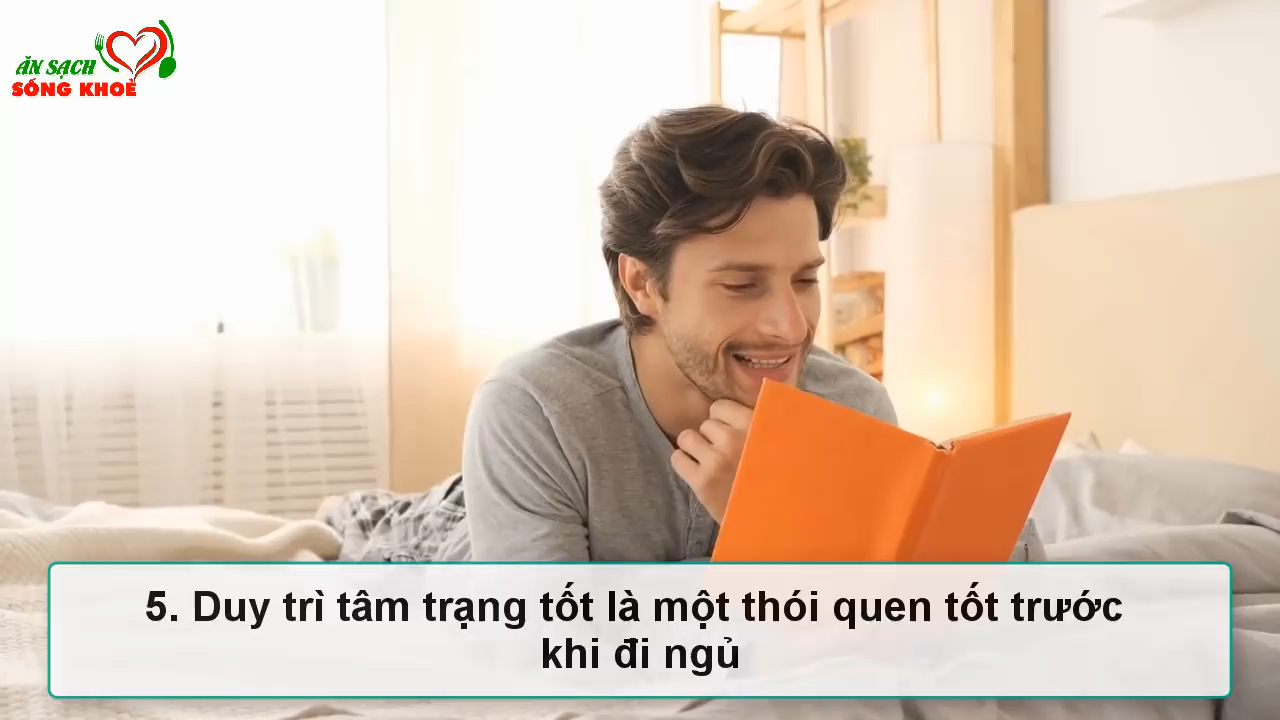 ĂN SẠCH
SỐNG KHOẺ
5. Duy trì tâm trạng tốt là một thói quen tốt trước
khi đi ngủ